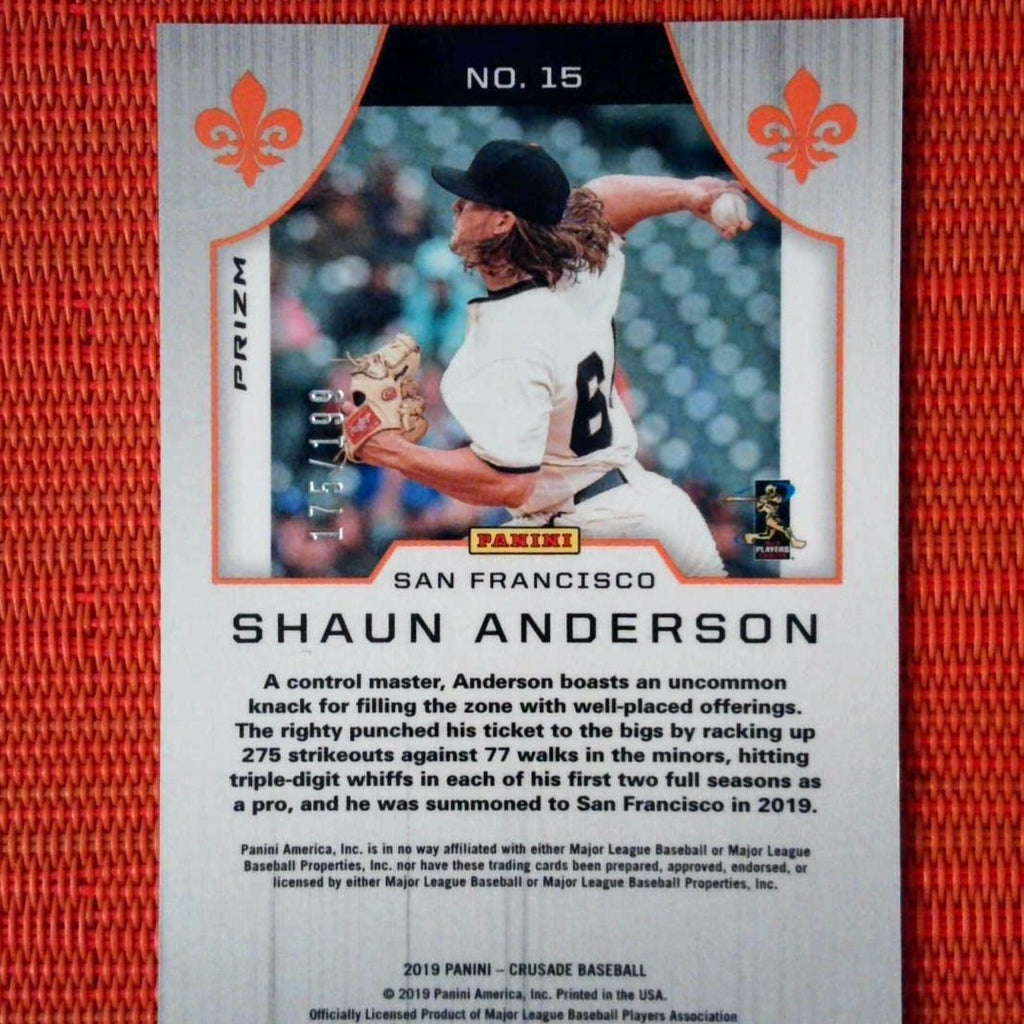 NO. 15
PRIZM
175/199
6
PANINI
PLAYERS
SAN FRANCISCO
SHAUN ANDERSON
A control master, Anderson boasts an uncommon
knack for filling the zone with well-placed offerings.
The righty punched his ticket to the bigs by racking up
275 strikeouts against 77 walks in the minors, hitting
triple-digit whiffs in each of his first two full seasons as
a pro, and he was summoned to San Francisco in 2019.
Panini America, Inc. is in no way affiliated with either Major League Baseball or Major League
Baseball Properties, Inc. nor have these trading cards been prepared, approved, endorsed, or
licensed by either Major League Baseball or Major League Baseball Properties, Inc.
2019 PANINI – CRUSADE BASEBALL
© 2019 Panini America, Inc. Printed in the USA.
Officially Licensed Product of Major League Baseball Players Association